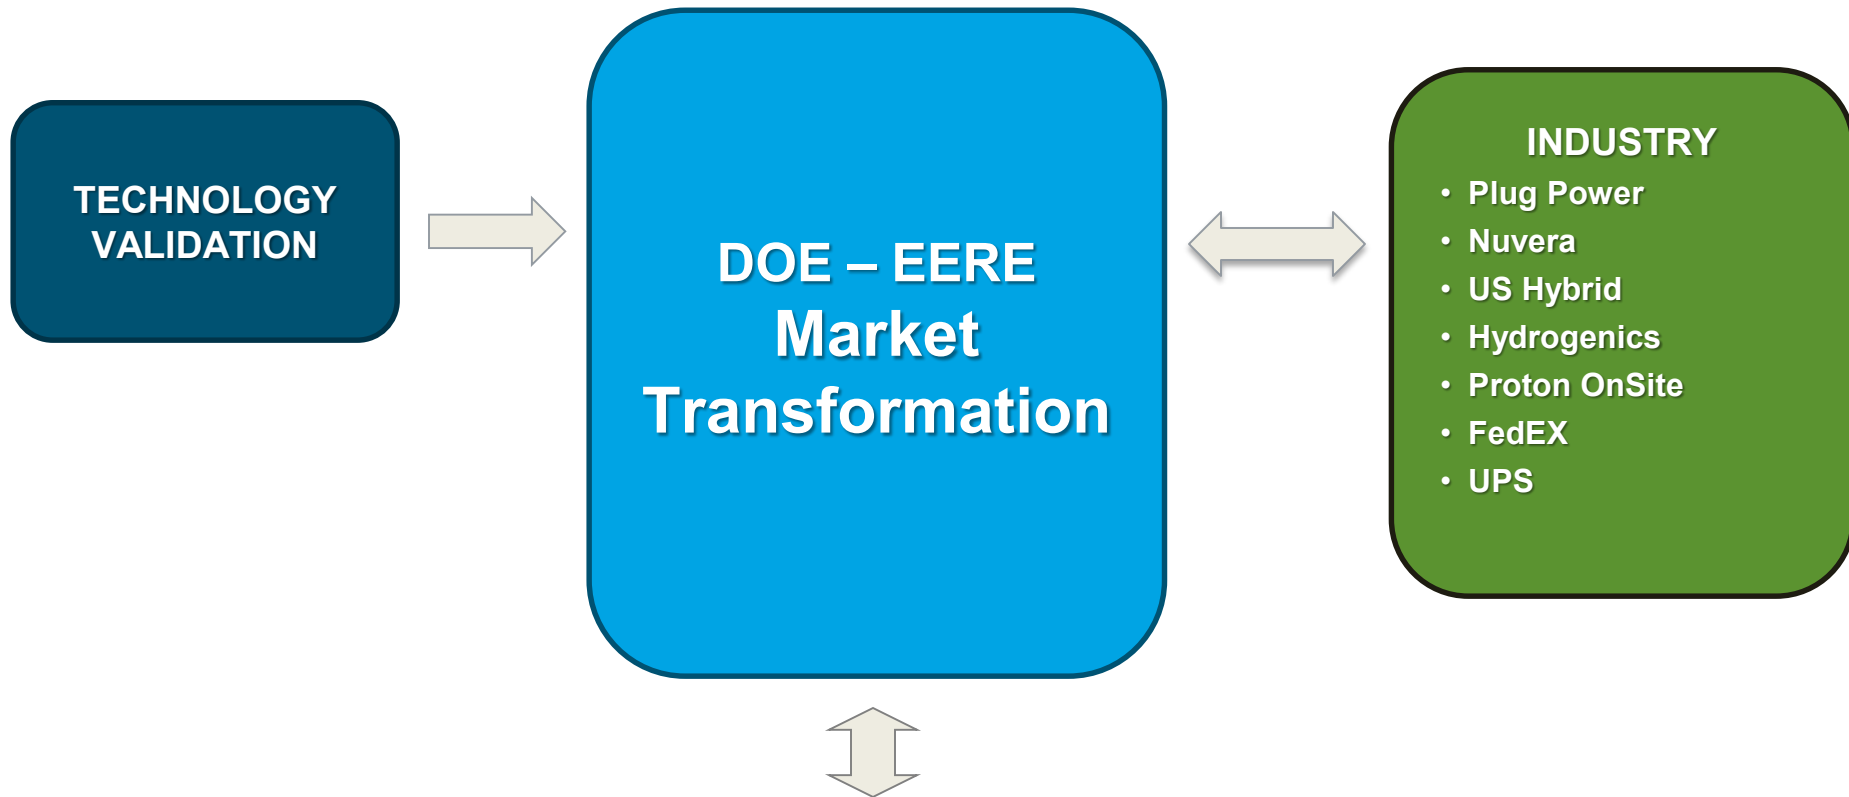 TECHNOLOGY
VALIDATION
DOE – EERE
Market
Transformation
INDUSTRY
• Plug Power
• Nuvera
• US Hybrid
• Hydrogenics
• Proton OnSite
• FedEX
• UPS